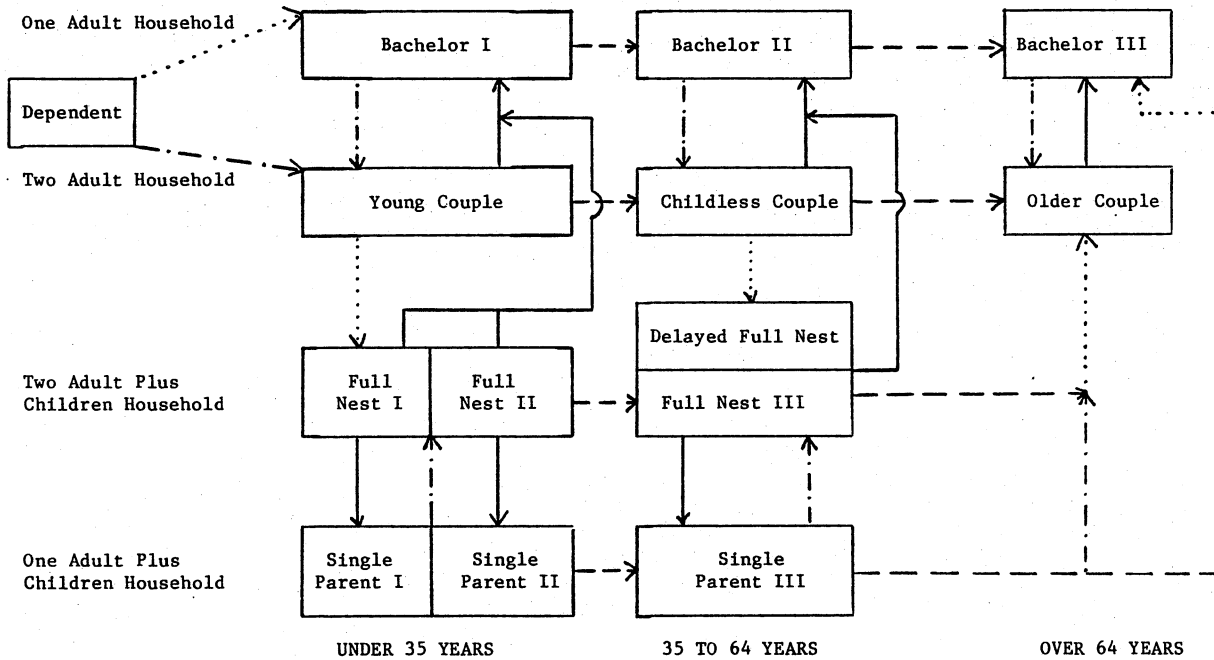 One Adult Household
Bachelor I
Bachelor II
Bachelor III
Dependent
Two Adult Household
Young Couple
Childless Couple
Older Couple
Delayed Full Nest
Two Adult Plus
Children Household
Full
Nest I
Full
Nest II
Full Nest III
One Adult Plus
Children Household
Single
Parent I
Single
Parent II
Single
Parent III
UNDER 35 YEARS
35 TO 64 YEARS
OVER 64 YEARS